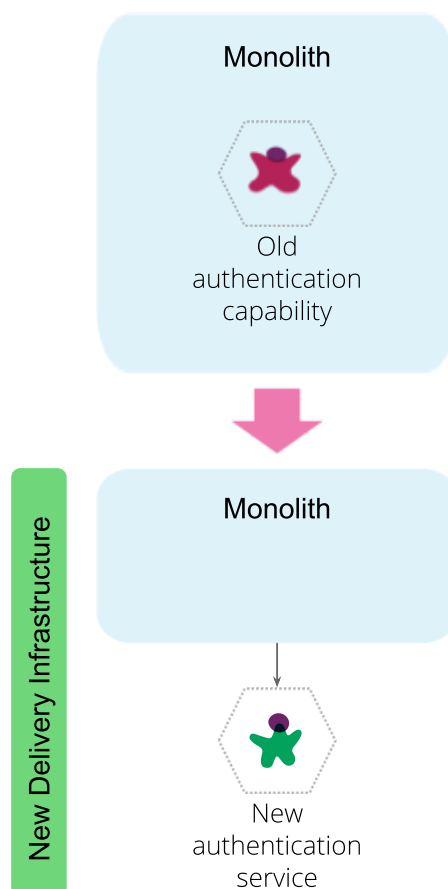 Monolith
Old
authentication
capability
Monolith
New Delivery Infrastructure
New
authentication
service